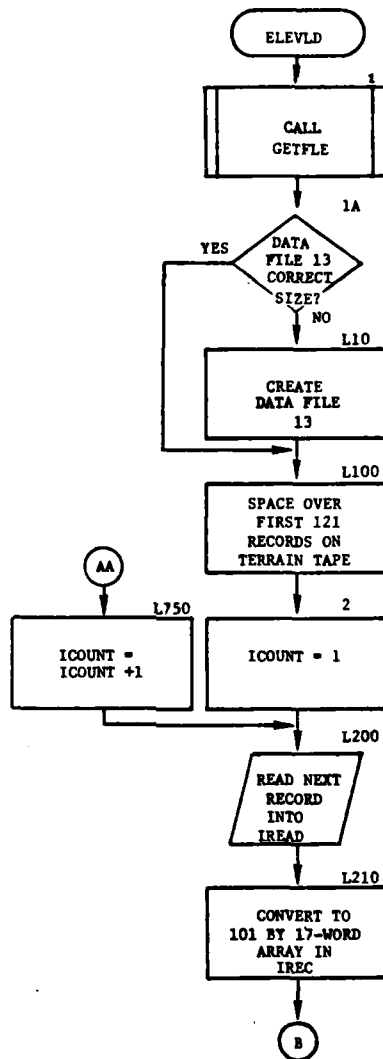 ELEVLD
1
CALL
GETFLE
1A
YES
DATA
FILE 13
CORRECT
SIZE?
NO
L10
CREATE
DATA FILE
13
L100
SPACE OVER
FIRST 121
RECORDS ON
TERRAIN TAPE
AA
L750
ICOUNT =
ICOUNT +1
2
ICOUNT = 1
L200
READ NEXT
RECORD
INTO
IREAD
L210
CONVERT TO
101 BY 17-WORD
ARRAY IN
IREC
B